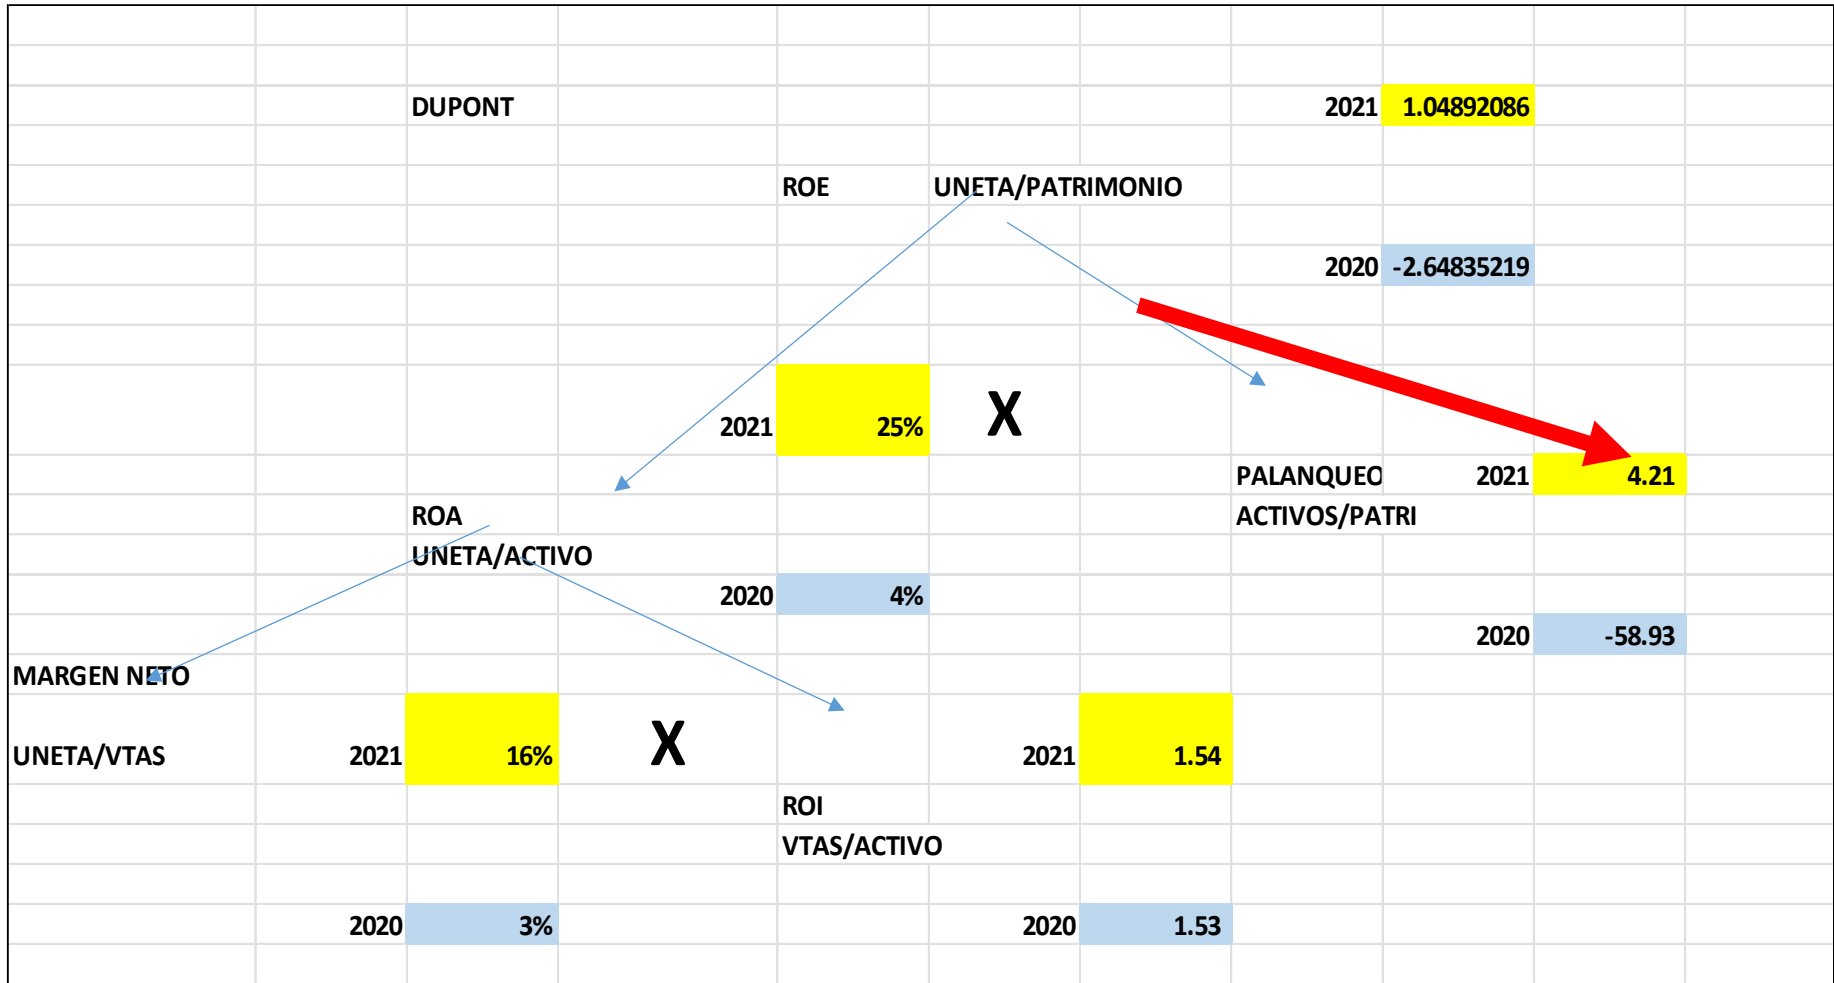 DUPONT 2021 1.04892086
ROE UNETA/PATRIMONIO
2020 -2.64835219
2021 25% X
PALANQUEO 2021 4.21
ROA ACTIVOS/PATRI
UNETA/ACTIVO
2020 4%
2020 -58.93
MARGEN NETO
UNETA/VTAS 2021 16% X 2021 1.54
ROI
VTAS/ACTIVO
2020 3% 2020 1.53